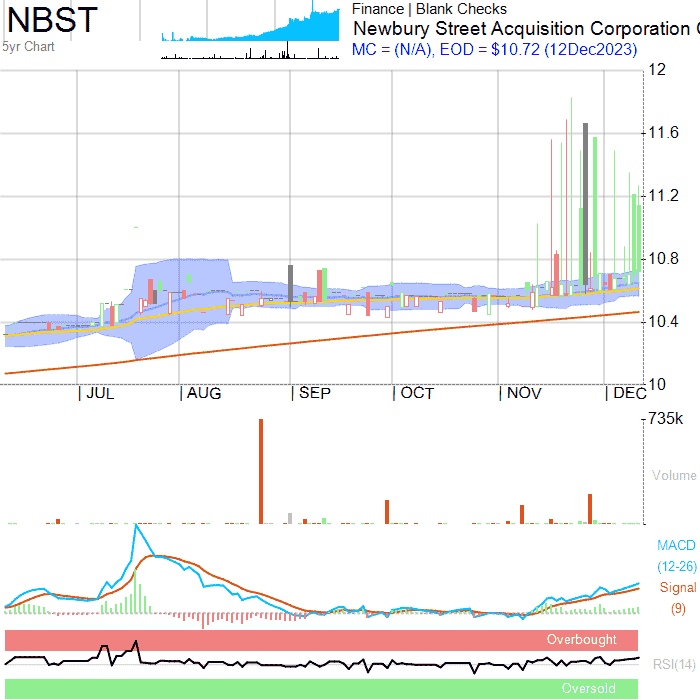 NBST
5yr Chart
Finance | Blank Checks
Newbury Street Acquisition Corporation
MC = (N/A), EOD = $10.72 (12Dec2023)
12
11.6
11.2
10.8
10.4
10
JUL
AUG
SEP
OCT
NOV
DEC
735k
Volume
MACD
(12-26)
Signal
(9)
Overbought
RSI(14)
Oversold